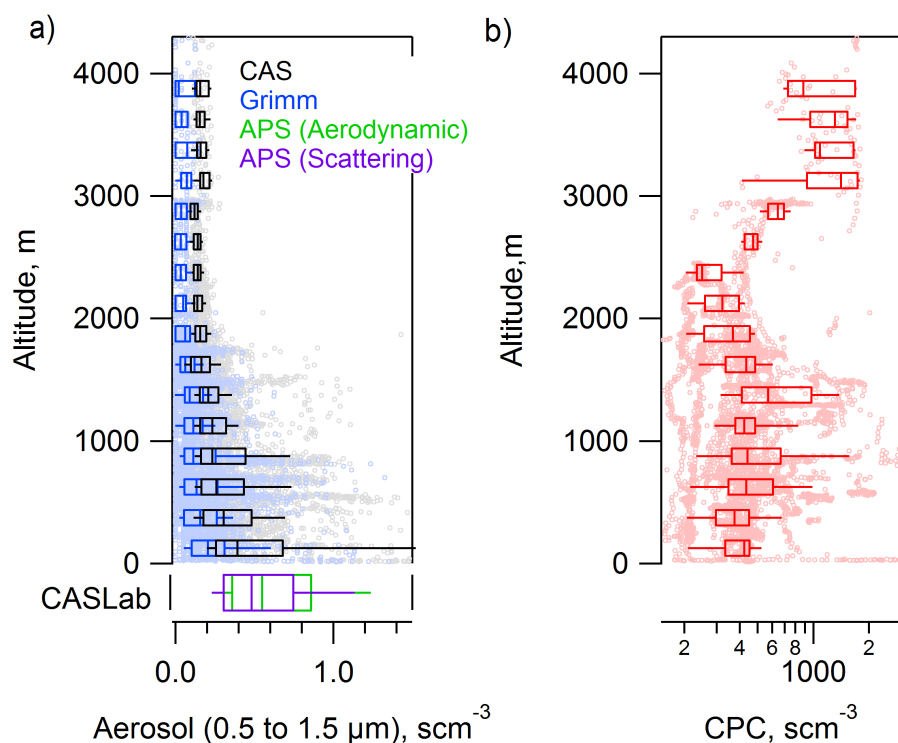 a)
b)
CAS
Grimm
APS (Aerodynamic)
APS (Scattering)
4000
3000
2000
1000
0
Altitude, m
CASLab
0.0
1.0
Aerosol (0.5 to 1.5 µm), scm⁻³
4000
3000
2000
1000
0
Altitude,m
2
4
6
8
1000
2
CPC, scm⁻³